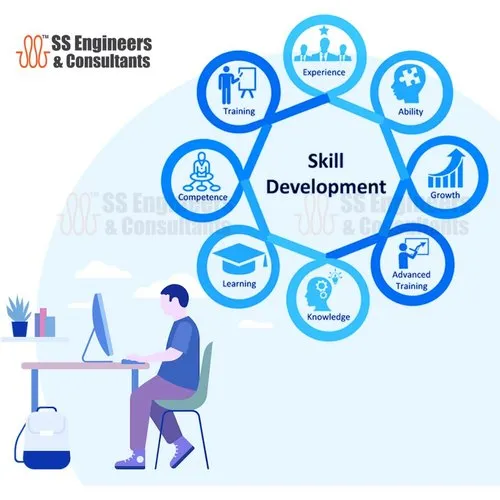 SS Engineers
& Consultants
TM
Experience
Training
Ability
Skill
Development
Competence
Growth
SS Engineers
& Consultants
SS Engineers
& Consultants
Learning
Advanced
Training
Knowledge